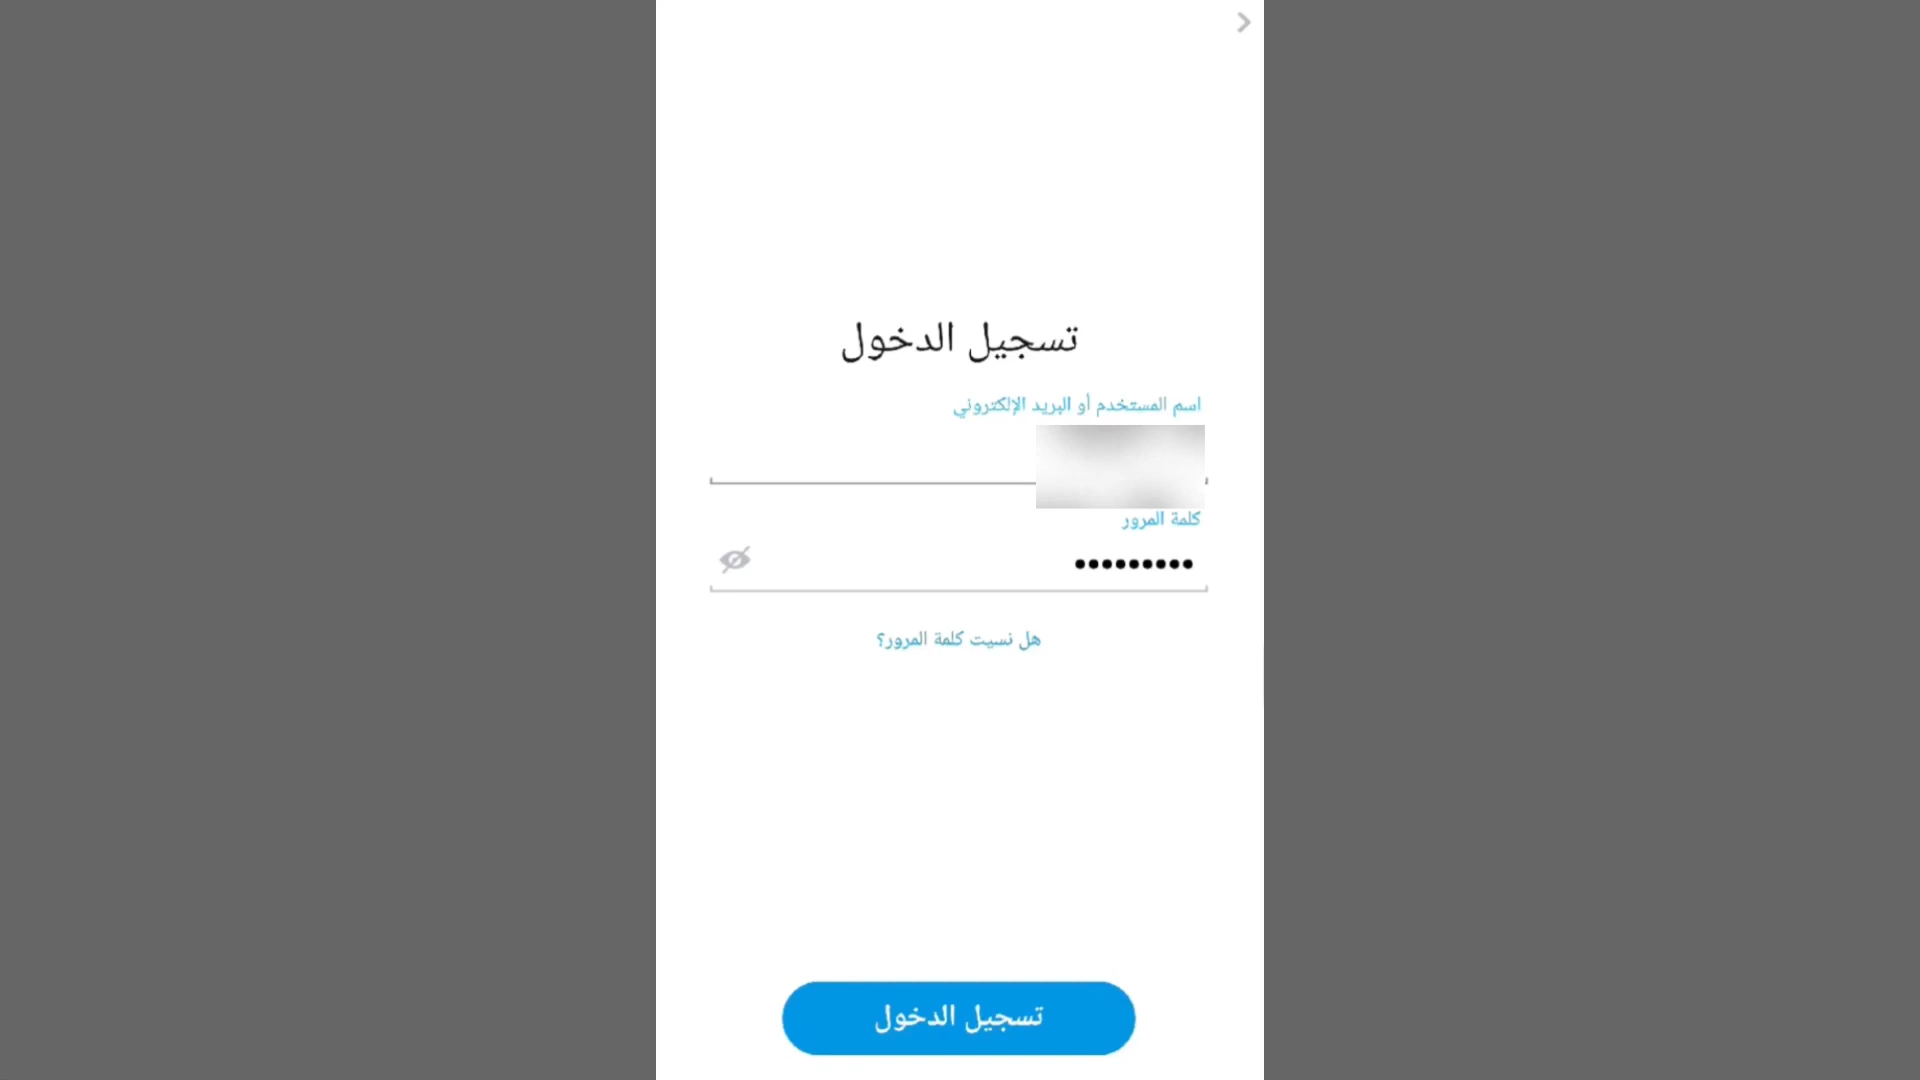 تسجيل الدخول
اسم المستخدم أو البريد الإلكتروني
كلمة المرور
•••••••••
هل نسيت كلمة المرور؟
تسجيل الدخول